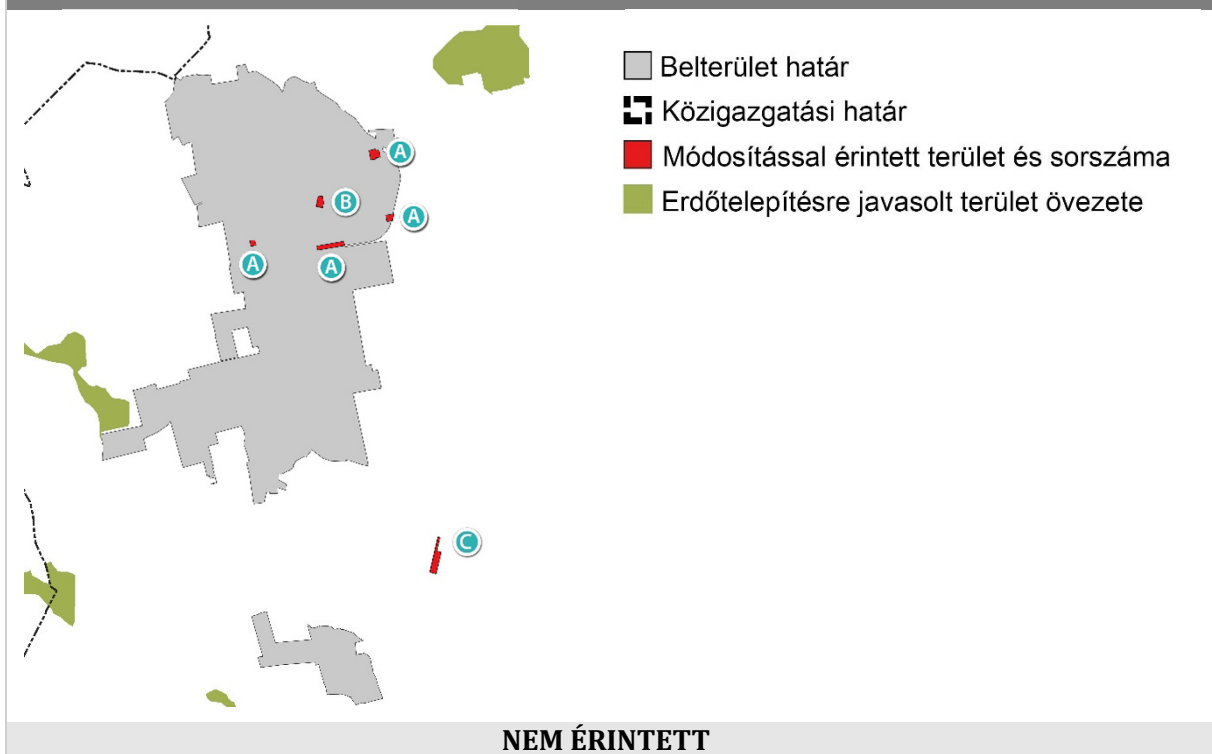 Belterület határ
Közigazgatási határ
Módosítással érintett terület és sorszáma
Erdőtelepítésre javasolt terület övezete
A
B
A
A
A
C
NEM ÉRINTETT